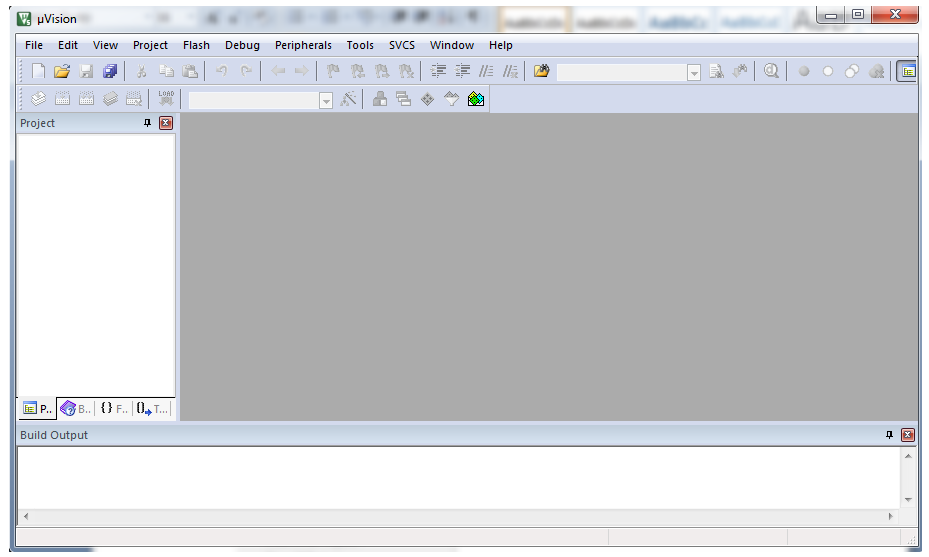 µVision
File Edit View Project Flash Debug Peripherals Tools SVCS Window Help
LOAD
Project
P.. B.. {} F.. {} T...
Build Output